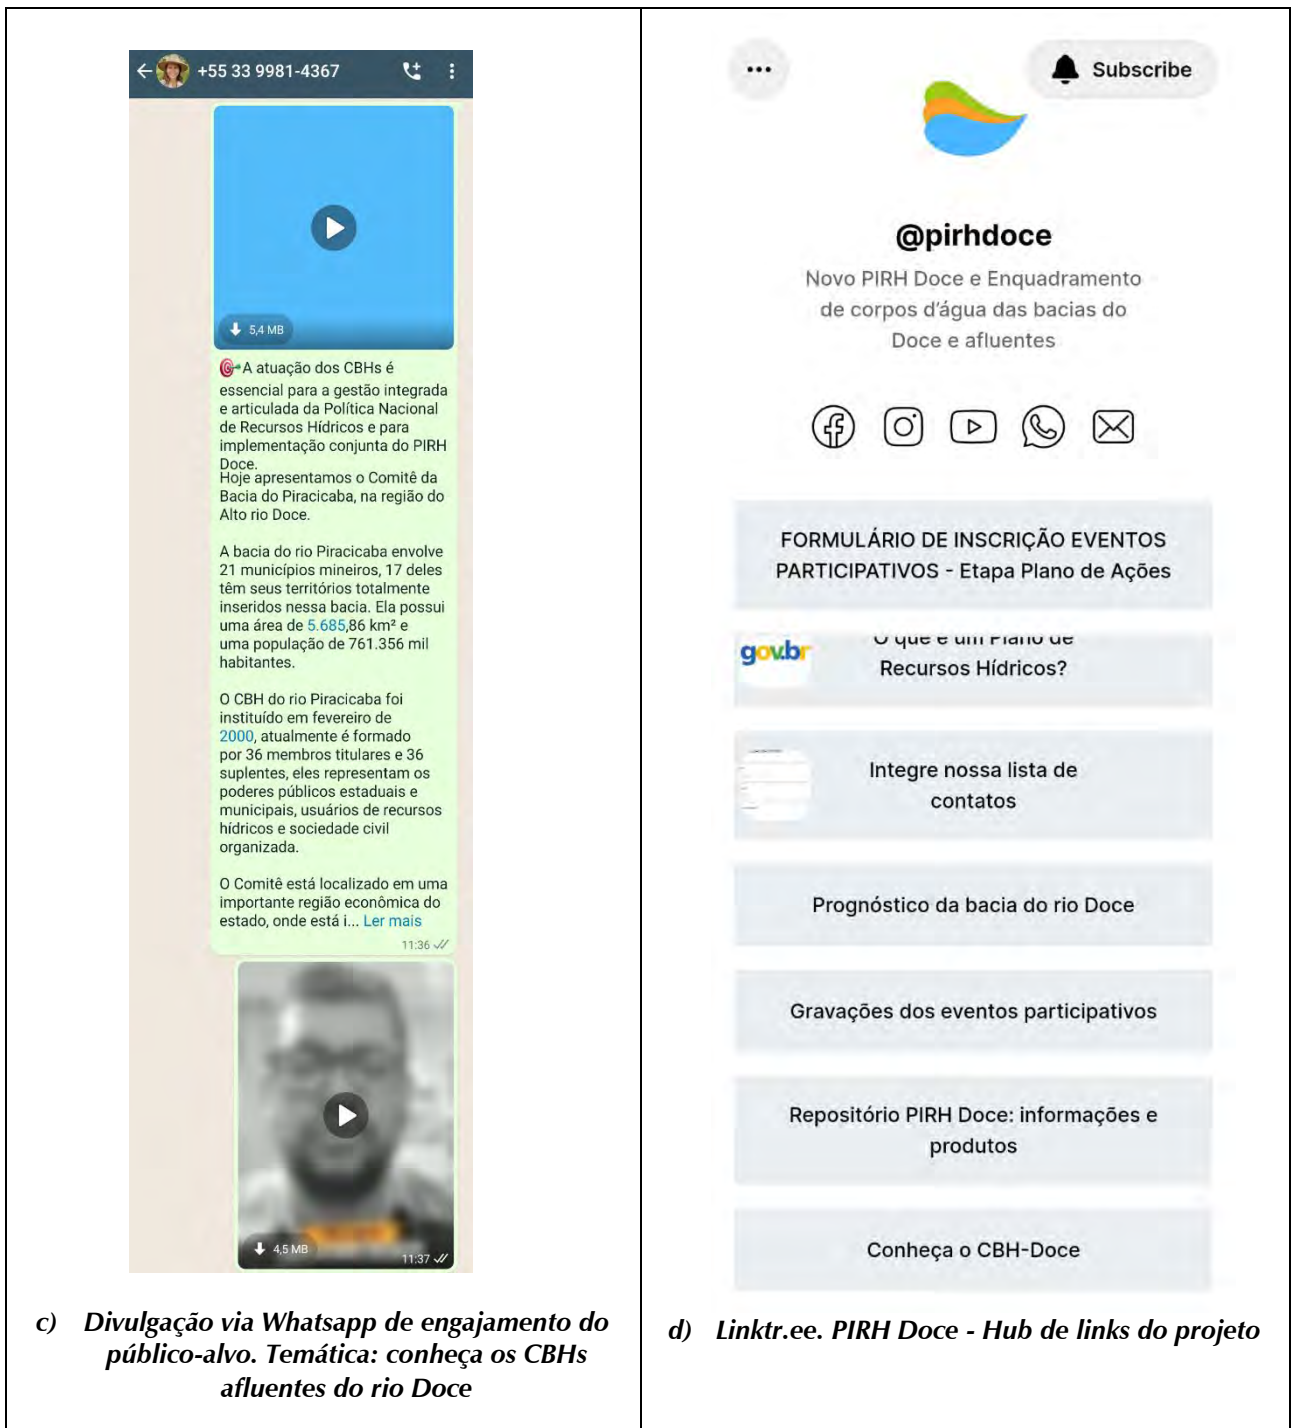 +55 33 9981-4367
5,4 MB
A atuação dos CBHs é
essencial para a gestão integrada
e articulada da Política Nacional
de Recursos Hídricos e para
implementação conjunta do PIRH
Doce.
Hoje apresentamos o Comitê da
Bacia do Piracicaba, na região do
Alto rio Doce.
A bacia do rio Piracicaba envolve
21 municípios mineiros, 17 deles
têm seus territórios totalmente
inseridos nessa bacia. Ela possui
uma área de 5.685,86 km² e
uma população de 761.356 mil
habitantes.
O CBH do rio Piracicaba foi
instituído em fevereiro de
2000, atualmente é formado
por 36 membros titulares e 36
suplentes, eles representam os
poderes públicos estaduais e
municipais, usuários de recursos
hídricos e sociedade civil
organizada.
O Comitê está localizado em uma
importante região econômica do
estado, onde está i... Ler mais
11:36
4,5 MB
11:37
c) Divulgação via Whatsapp de engajamento do
público-alvo. Temática: conheça os CBHs
afluentes do rio Doce
Subscribe
@pirhdoce
Novo PIRH Doce e Enquadramento
de corpos d'água das bacias do
Doce e afluentes
FORMULÁRIO DE INSCRIÇÃO EVENTOS
PARTICIPATIVOS - Etapa Plano de Ações
gov.br
O que é um Plano de
Recursos Hídricos?
Integre nossa lista de
contatos
Prognóstico da bacia do rio Doce
Gravações dos eventos participativos
Repositório PIRH Doce: informações e
produtos
Conheça o CBH-Doce
d) Linktr.ee. PIRH Doce - Hub de links do projeto